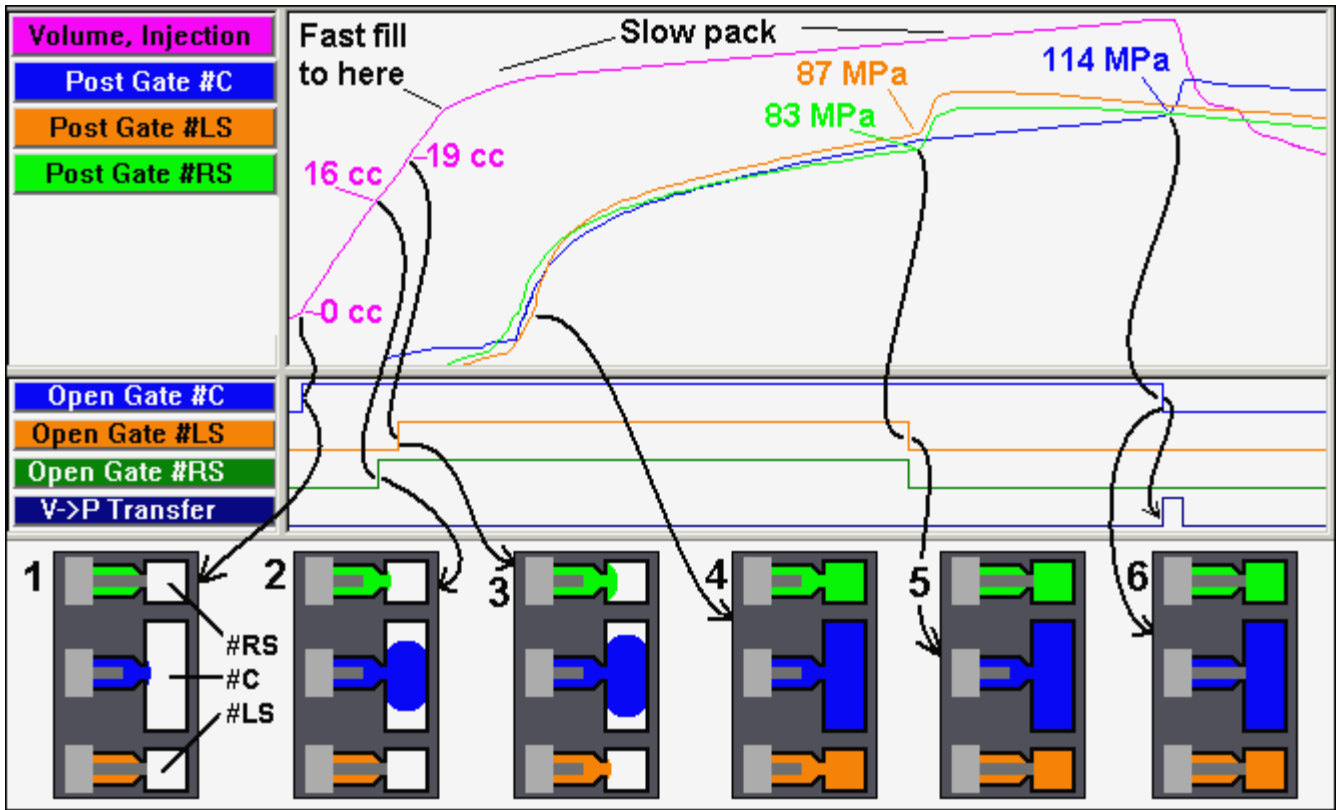 Volume, Injection
Post Gate #C
Post Gate #LS
Post Gate #RS
Fast fill
to here
Slow pack
87 MPa
83 MPa
114 MPa
16 cc
19 cc
0 cc
Open Gate #C
Open Gate #LS
Open Gate #RS
V->P Transfer
1
2
3
4
5
6
#RS
#C
#LS